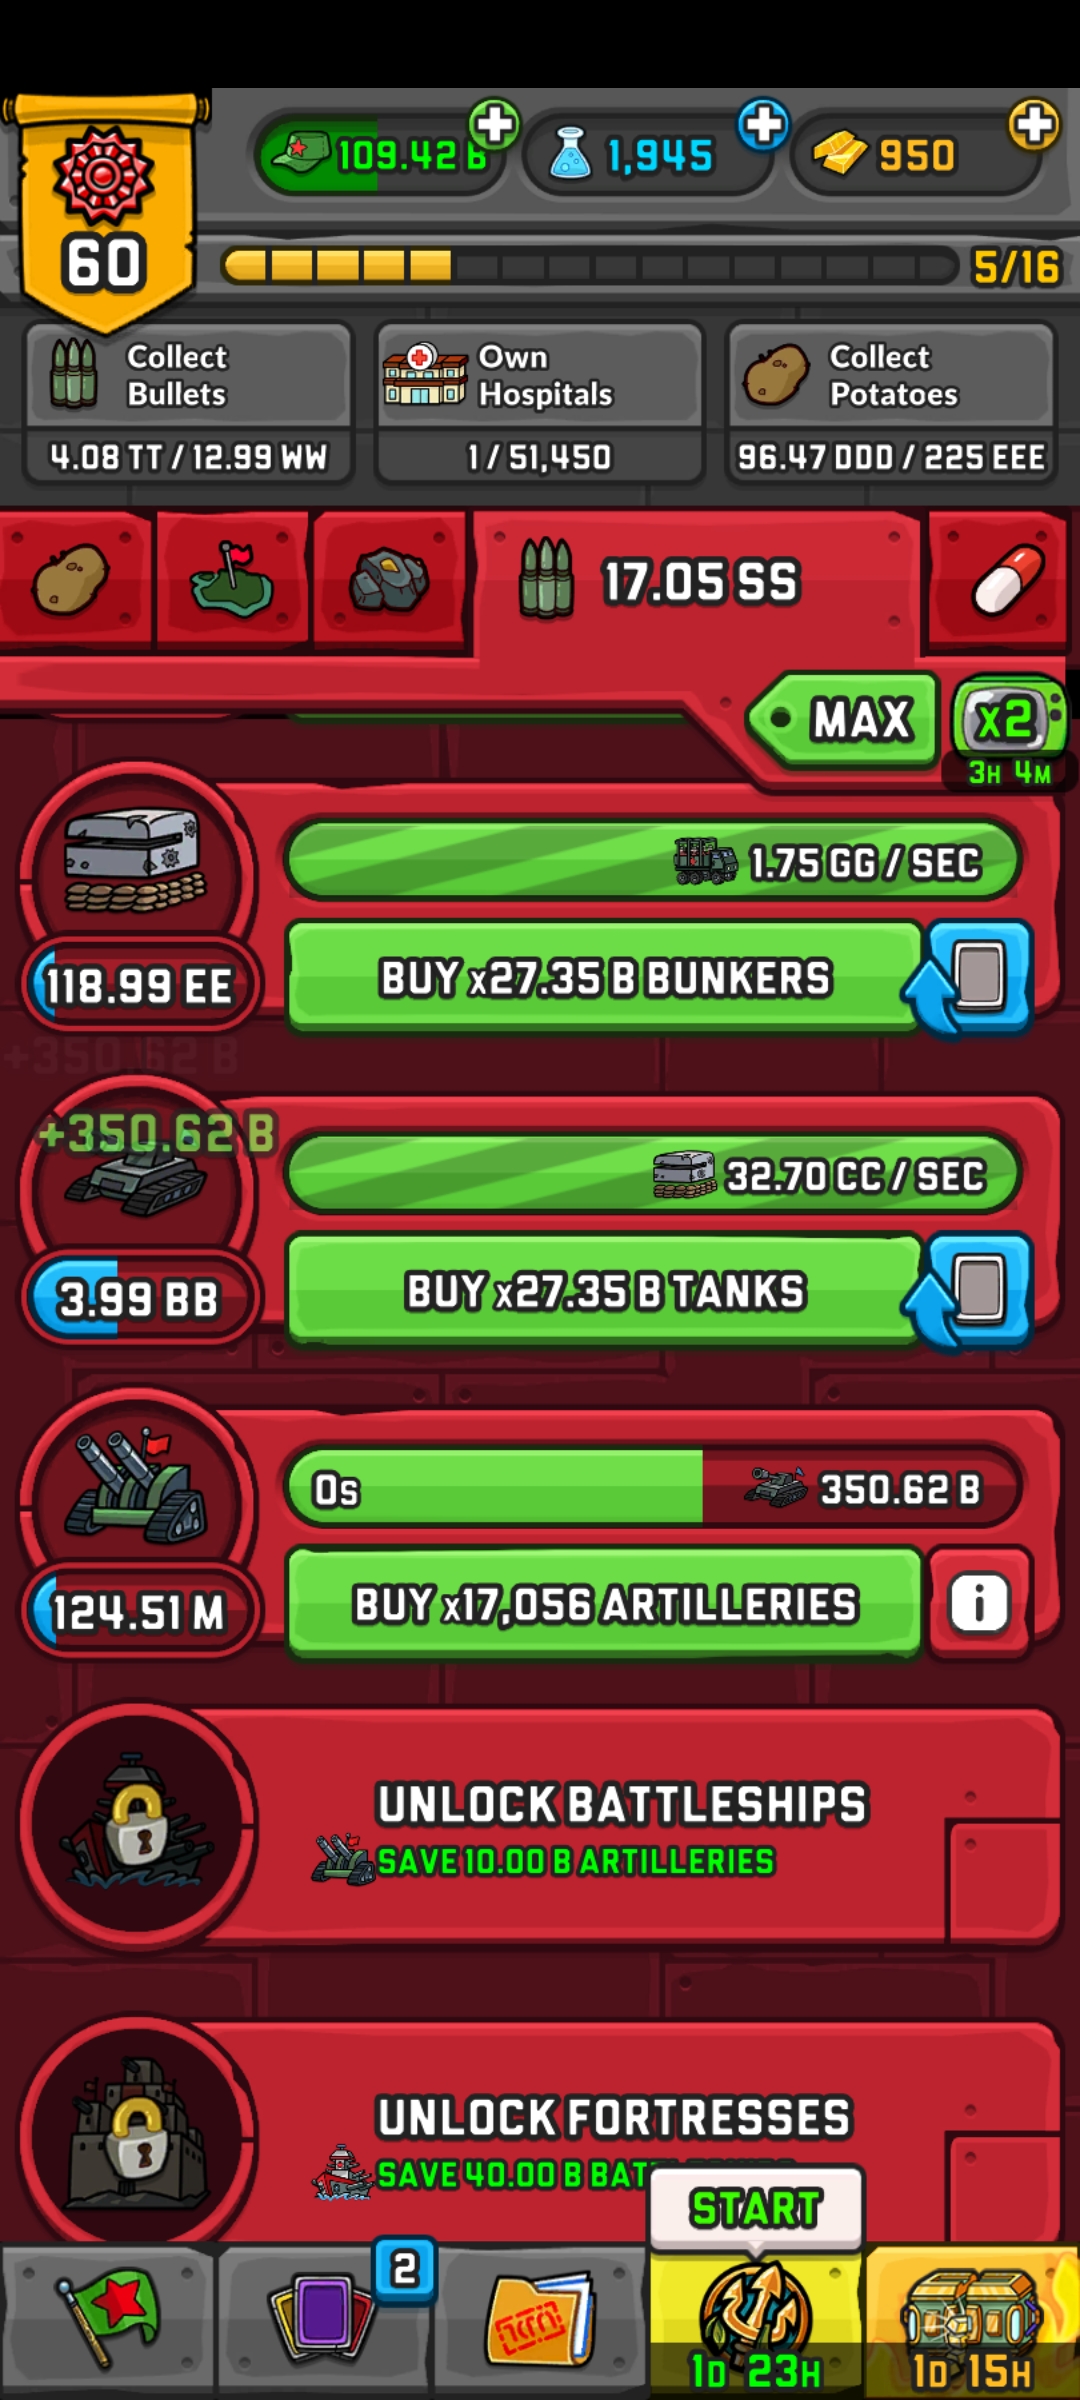 109.42 B
1,945
950
60
5/16
Collect
Bullets
4.08 TT / 12.99 WW
Own
Hospitals
1 / 51,450
Collect
Potatoes
96.47 DDD / 225 EEE
17.05 SS
MAX
x2
3H 4M
1.75 GG / SEC
118.99 EE
BUY x27.35 B BUNKERS
+350.62 B
+350.62 B
32.70 CC / SEC
3.99 BB
BUY x27.35 B TANKS
0s
350.62 B
124.51 M
BUY x17,056 ARTILLERIES
i
UNLOCK BATTLESHIPS
SAVE 10.00 B ARTILLERIES
UNLOCK FORTRESSES
SAVE 40.00 B
START
2
1D 23H
1D 15H